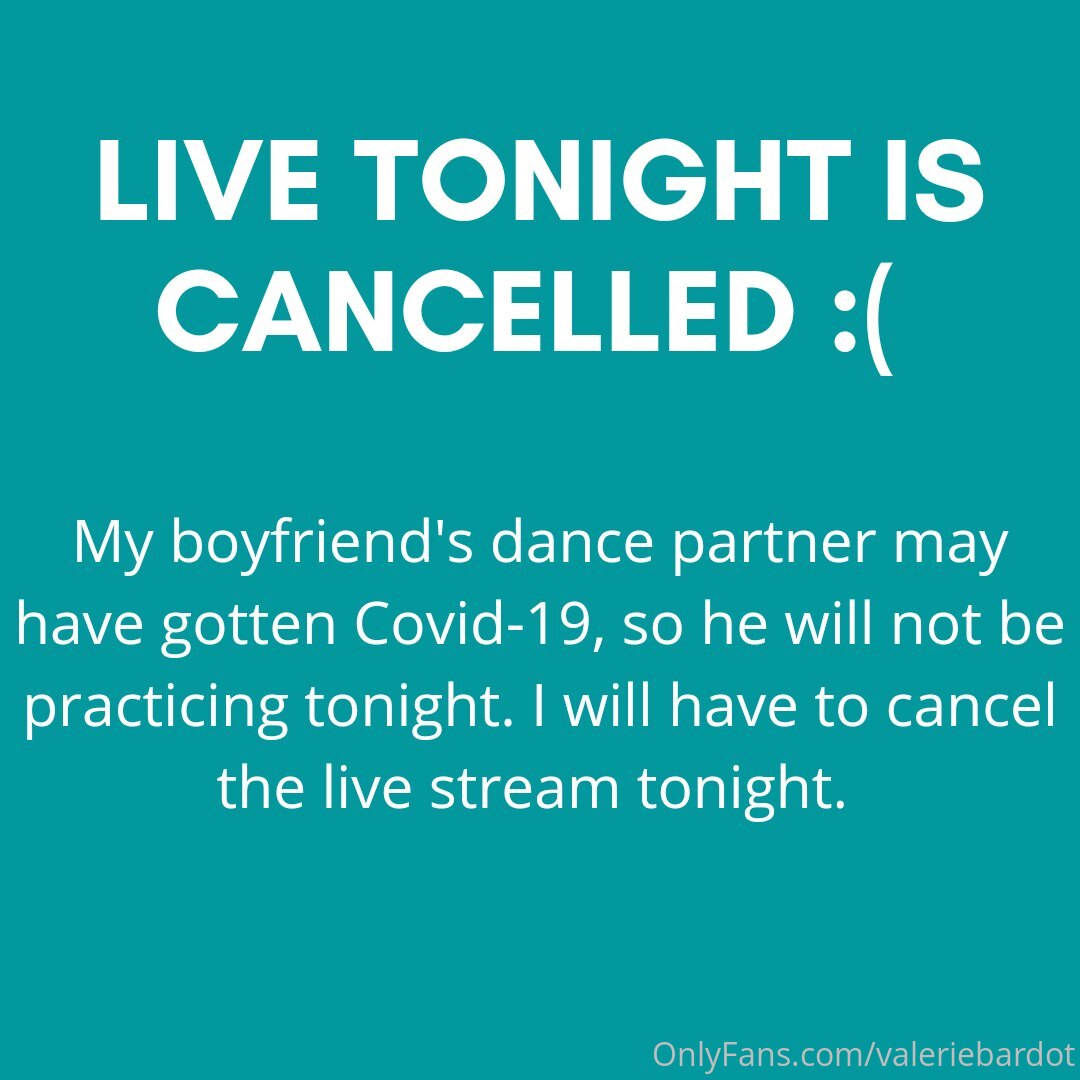 LIVE TONIGHT IS
CANCELLED :(
My boyfriend's dance partner may
have gotten Covid-19, so he will not be
practicing tonight. I will have to cancel
the live stream tonight.
OnlyFans.com/valeriebardot